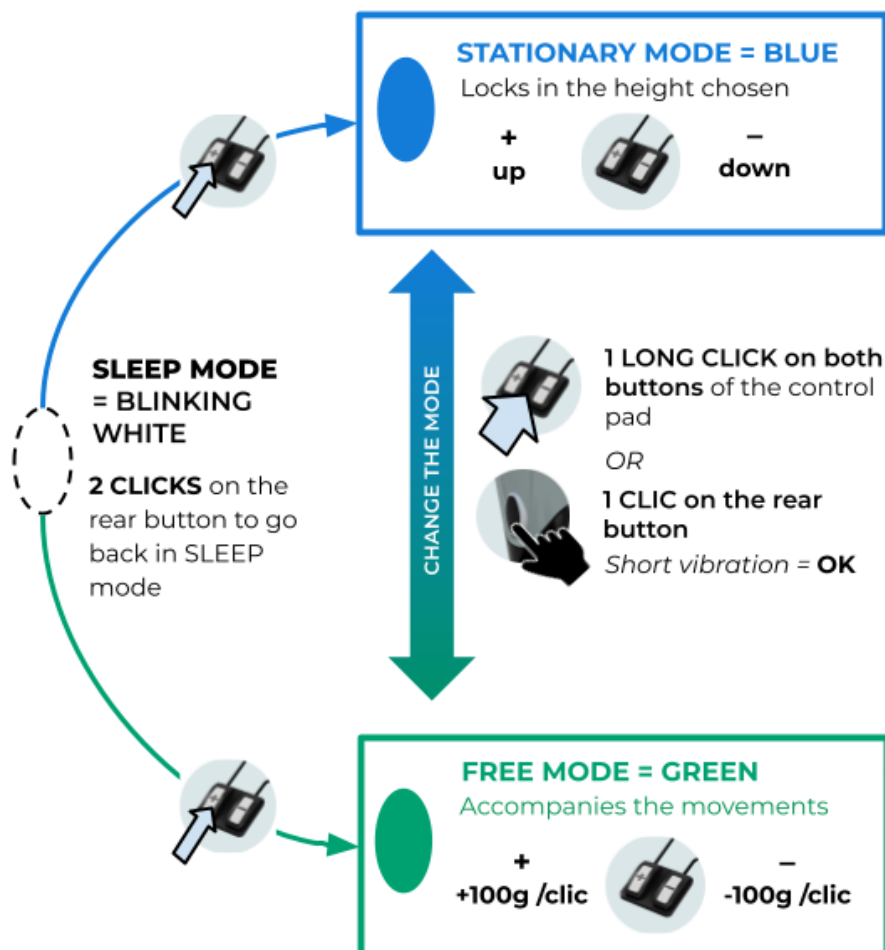 STATIONARY MODE = BLUE
Locks in the height chosen
+ –
up down
SLEEP MODE
= BLINKING
WHITE
2 CLICKS on the
rear button to go
back in SLEEP
mode
CHANGE THE MODE
1 LONG CLICK on both
buttons of the control
pad
OR
1 CLIC on the rear
button
Short vibration = OK
FREE MODE = GREEN
Accompanies the movements
+ –
+100g /clic -100g /clic